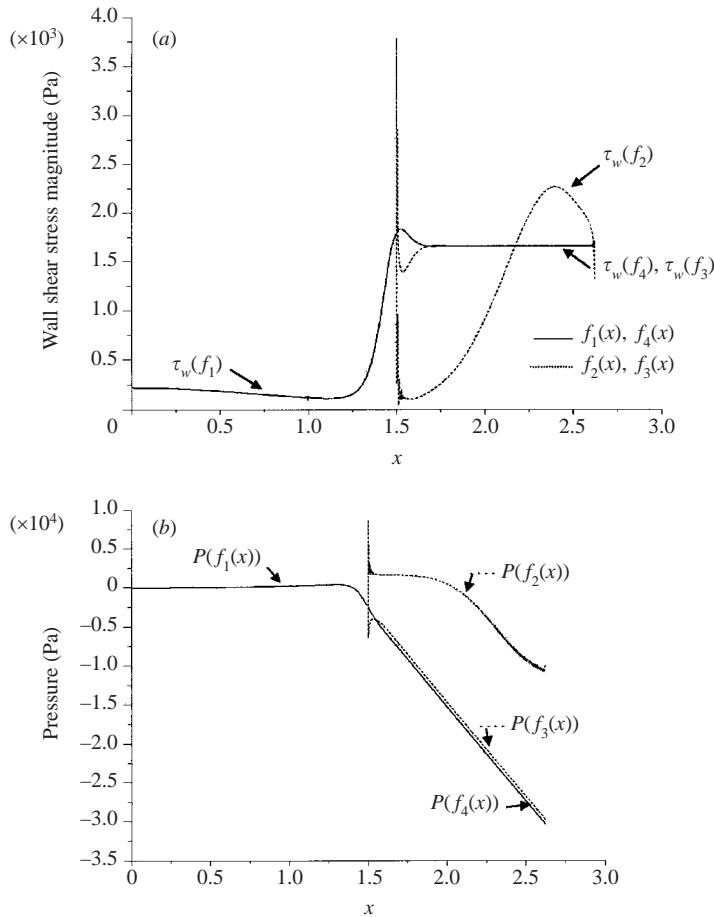 (×10³)
(a)
4.0
3.5
3.0
2.5
2.0
1.5
1.0
0.5
0
Wall shear stress magnitude (Pa)
τw(f2)
τw(f4), τw(f3)
f1(x), f4(x)
f2(x), f3(x)
τw(f1)
0 0.5 1.0 1.5 2.0 2.5 3.0
x
(×10⁴)
(b)
1.0
0.5
0
–0.5
–1.0
–1.5
–2.0
–2.5
–3.0
–3.5
Pressure (Pa)
P(f1(x))
P(f2(x))
P(f3(x))
P(f4(x))
0 0.5 1.0 1.5 2.0 2.5 3.0
x